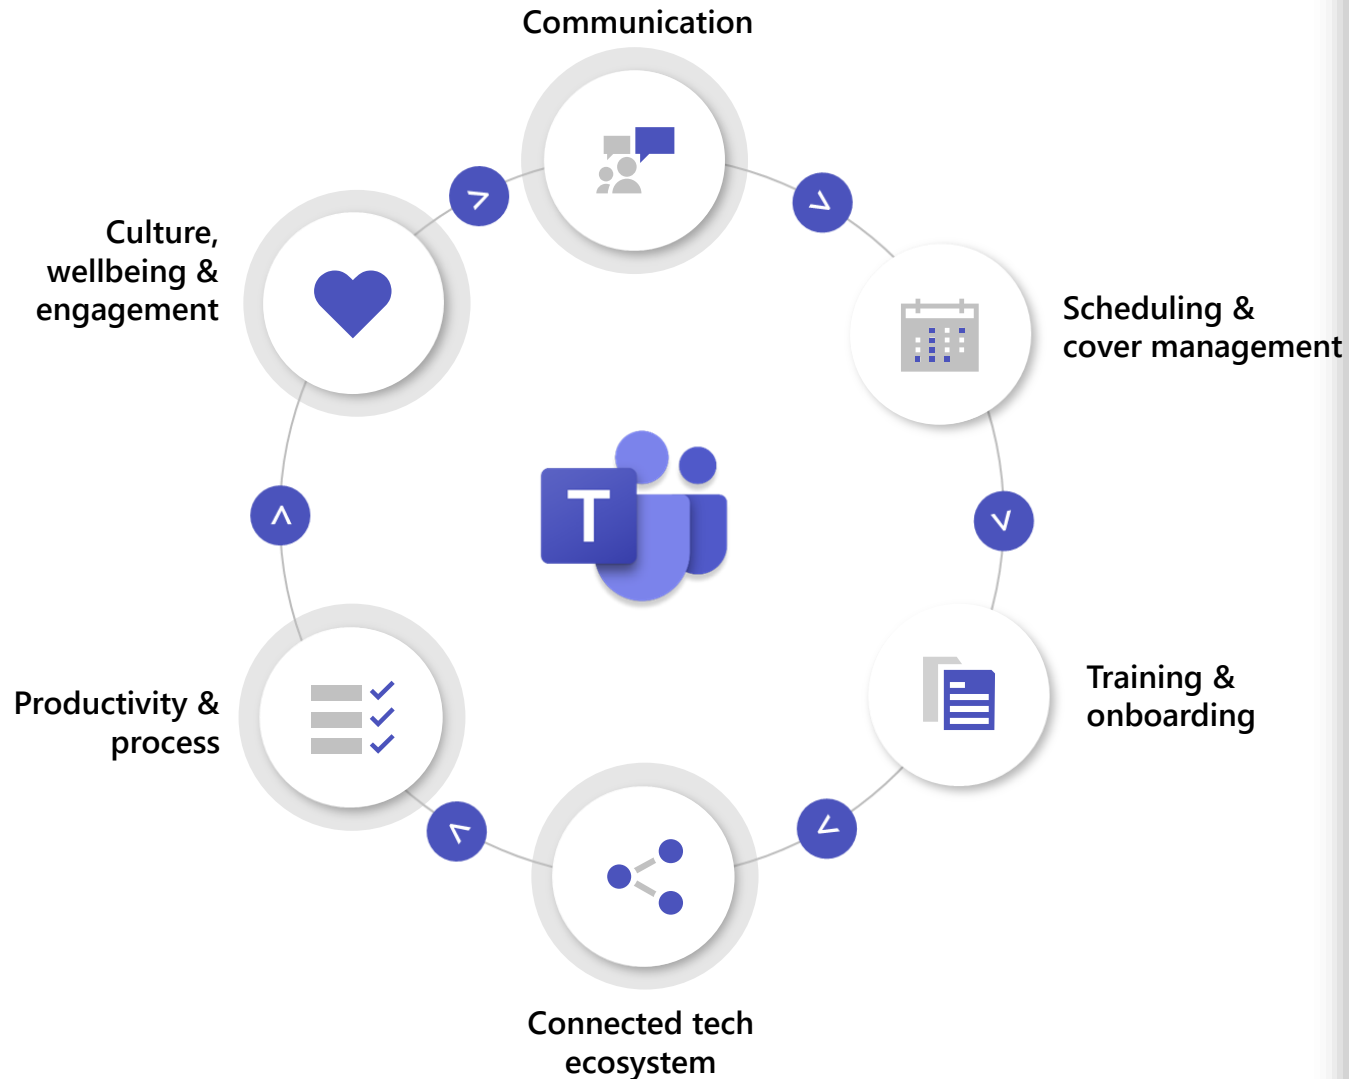 Communication
Culture,
wellbeing &
engagement
Scheduling &
cover management
T
Training &
onboarding
Productivity &
process
Connected tech
ecosystem